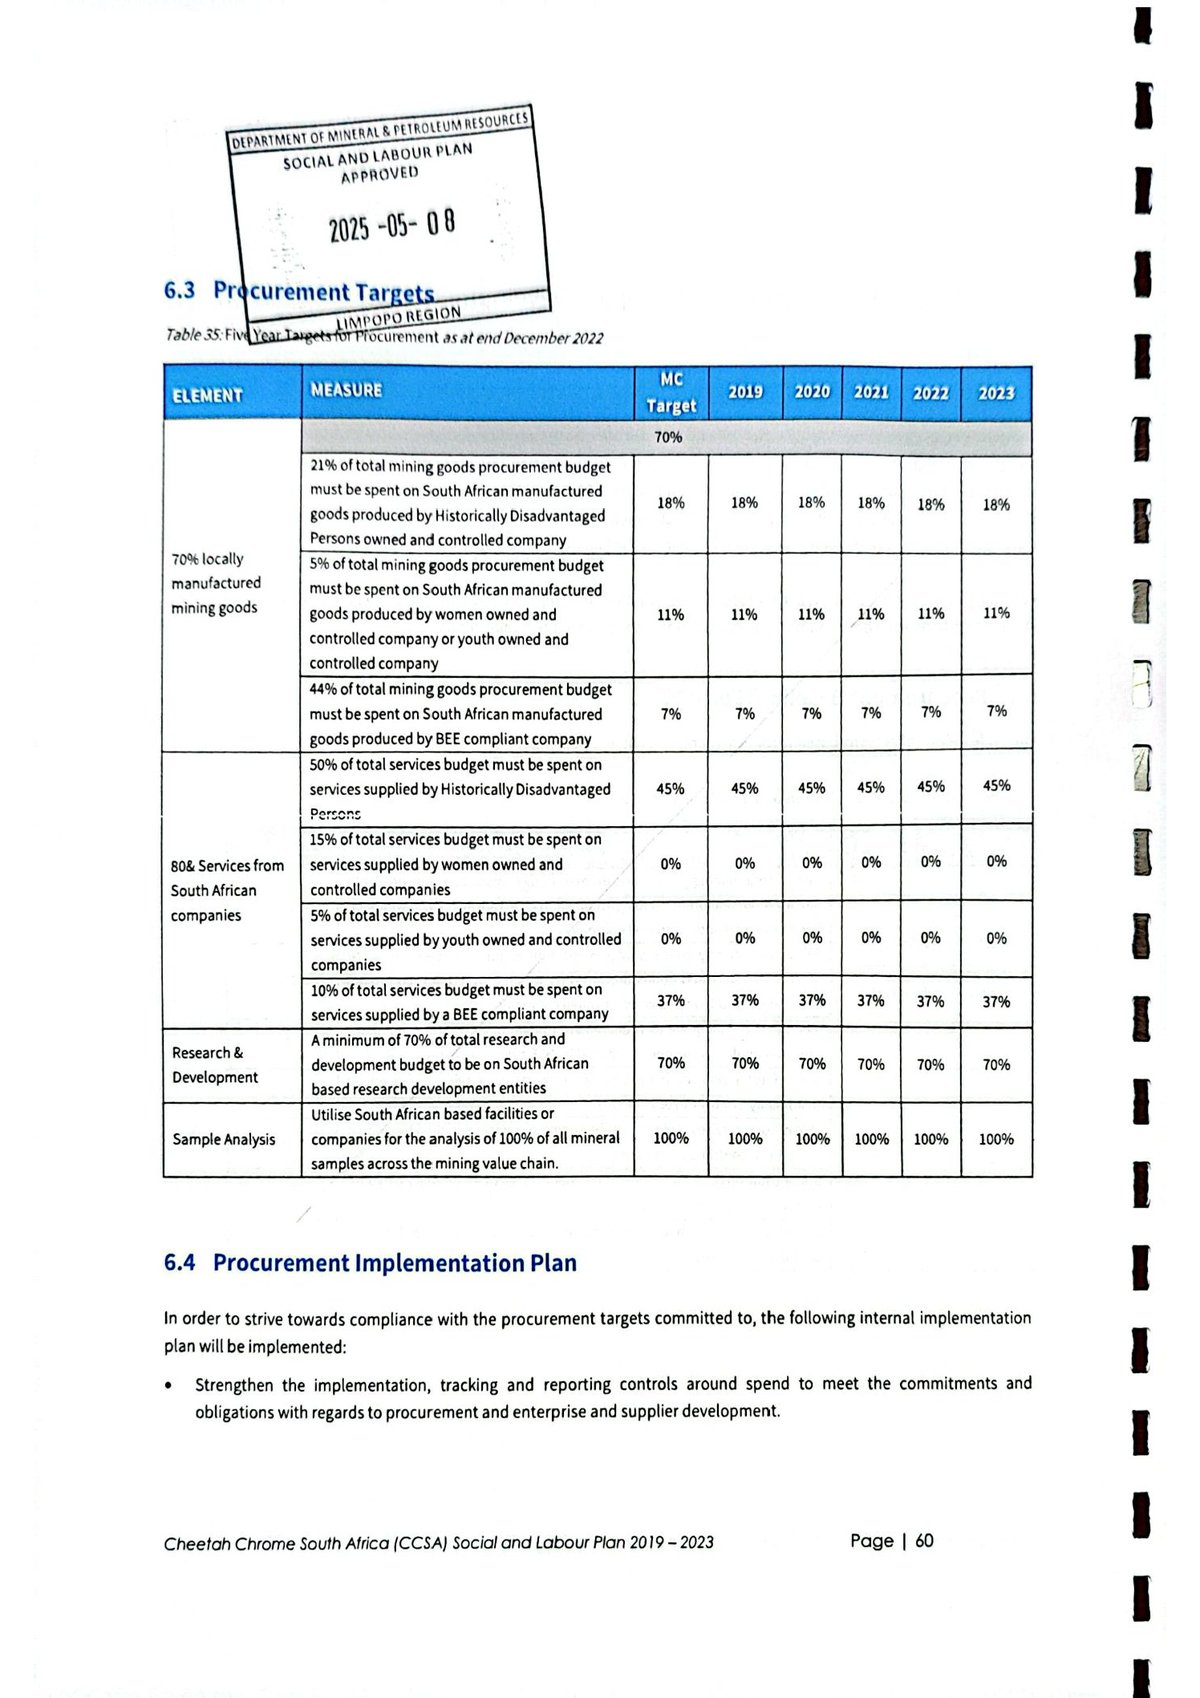 DEPARTMENT OF MINERAL & PETROLEUM RESOURCES
SOCIAL AND LABOUR PLAN
APPROVED
2025 -05- 08
LIMPOPO REGION
6.3 Procurement Targets
Table 35: Five Year Targets for Procurement as at end December 2022
ELEMENT MEASURE MC Target 2019 2020 2021 2022 2023
70%
70% locally
manufactured
mining goods
21% of total mining goods procurement budget
must be spent on South African manufactured
goods produced by Historically Disadvantaged
Persons owned and controlled company
18% 18% 18% 18% 18% 18%
5% of total mining goods procurement budget
must be spent on South African manufactured
goods produced by women owned and
controlled company or youth owned and
controlled company
11% 11% 11% 11% 11% 11%
44% of total mining goods procurement budget
must be spent on South African manufactured
goods produced by BEE compliant company
7% 7% 7% 7% 7% 7%
80& Services from
South African
companies
50% of total services budget must be spent on
services supplied by Historically Disadvantaged
Persons
45% 45% 45% 45% 45% 45%
15% of total services budget must be spent on
services supplied by women owned and
controlled companies
0% 0% 0% 0% 0% 0%
5% of total services budget must be spent on
services supplied by youth owned and controlled
companies
0% 0% 0% 0% 0% 0%
10% of total services budget must be spent on
services supplied by a BEE compliant company
37% 37% 37% 37% 37% 37%
Research &
Development
A minimum of 70% of total research and
development budget to be on South African
based research development entities
70% 70% 70% 70% 70% 70%
Sample Analysis
Utilise South African based facilities or
companies for the analysis of 100% of all mineral
samples across the mining value chain.
100% 100% 100% 100% 100% 100%
6.4 Procurement Implementation Plan
In order to strive towards compliance with the procurement targets committed to, the following internal implementation
plan will be implemented:
• Strengthen the implementation, tracking and reporting controls around spend to meet the commitments and
obligations with regards to procurement and enterprise and supplier development.
Cheetah Chrome South Africa (CCSA) Social and Labour Plan 2019 – 2023 Page | 60